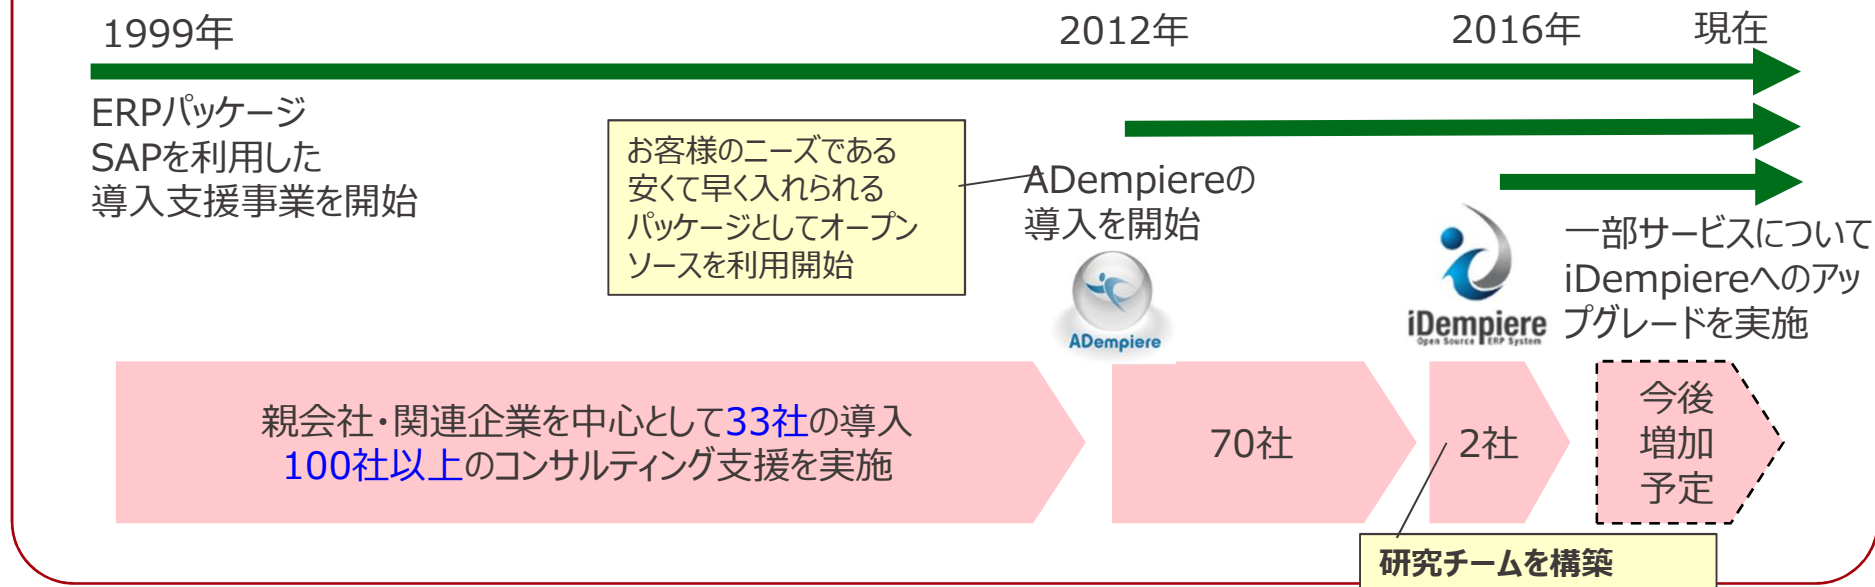 1999年
2012年
2016年
現在
ERPパッケージ
SAPを利用した
導入支援事業を開始
お客様のニーズである
安くて早く入れられる
パッケージとしてオープン
ソースを利用開始
ADempiereの
導入を開始
ADempiere
iDempiere
Open Source ERP System
一部サービスについて
iDempiereへのアッ
プグレードを実施
親会社・関連企業を中心として33社の導入
100社以上のコンサルティング支援を実施
70社
2社
今後
増加
予定
研究チームを構築